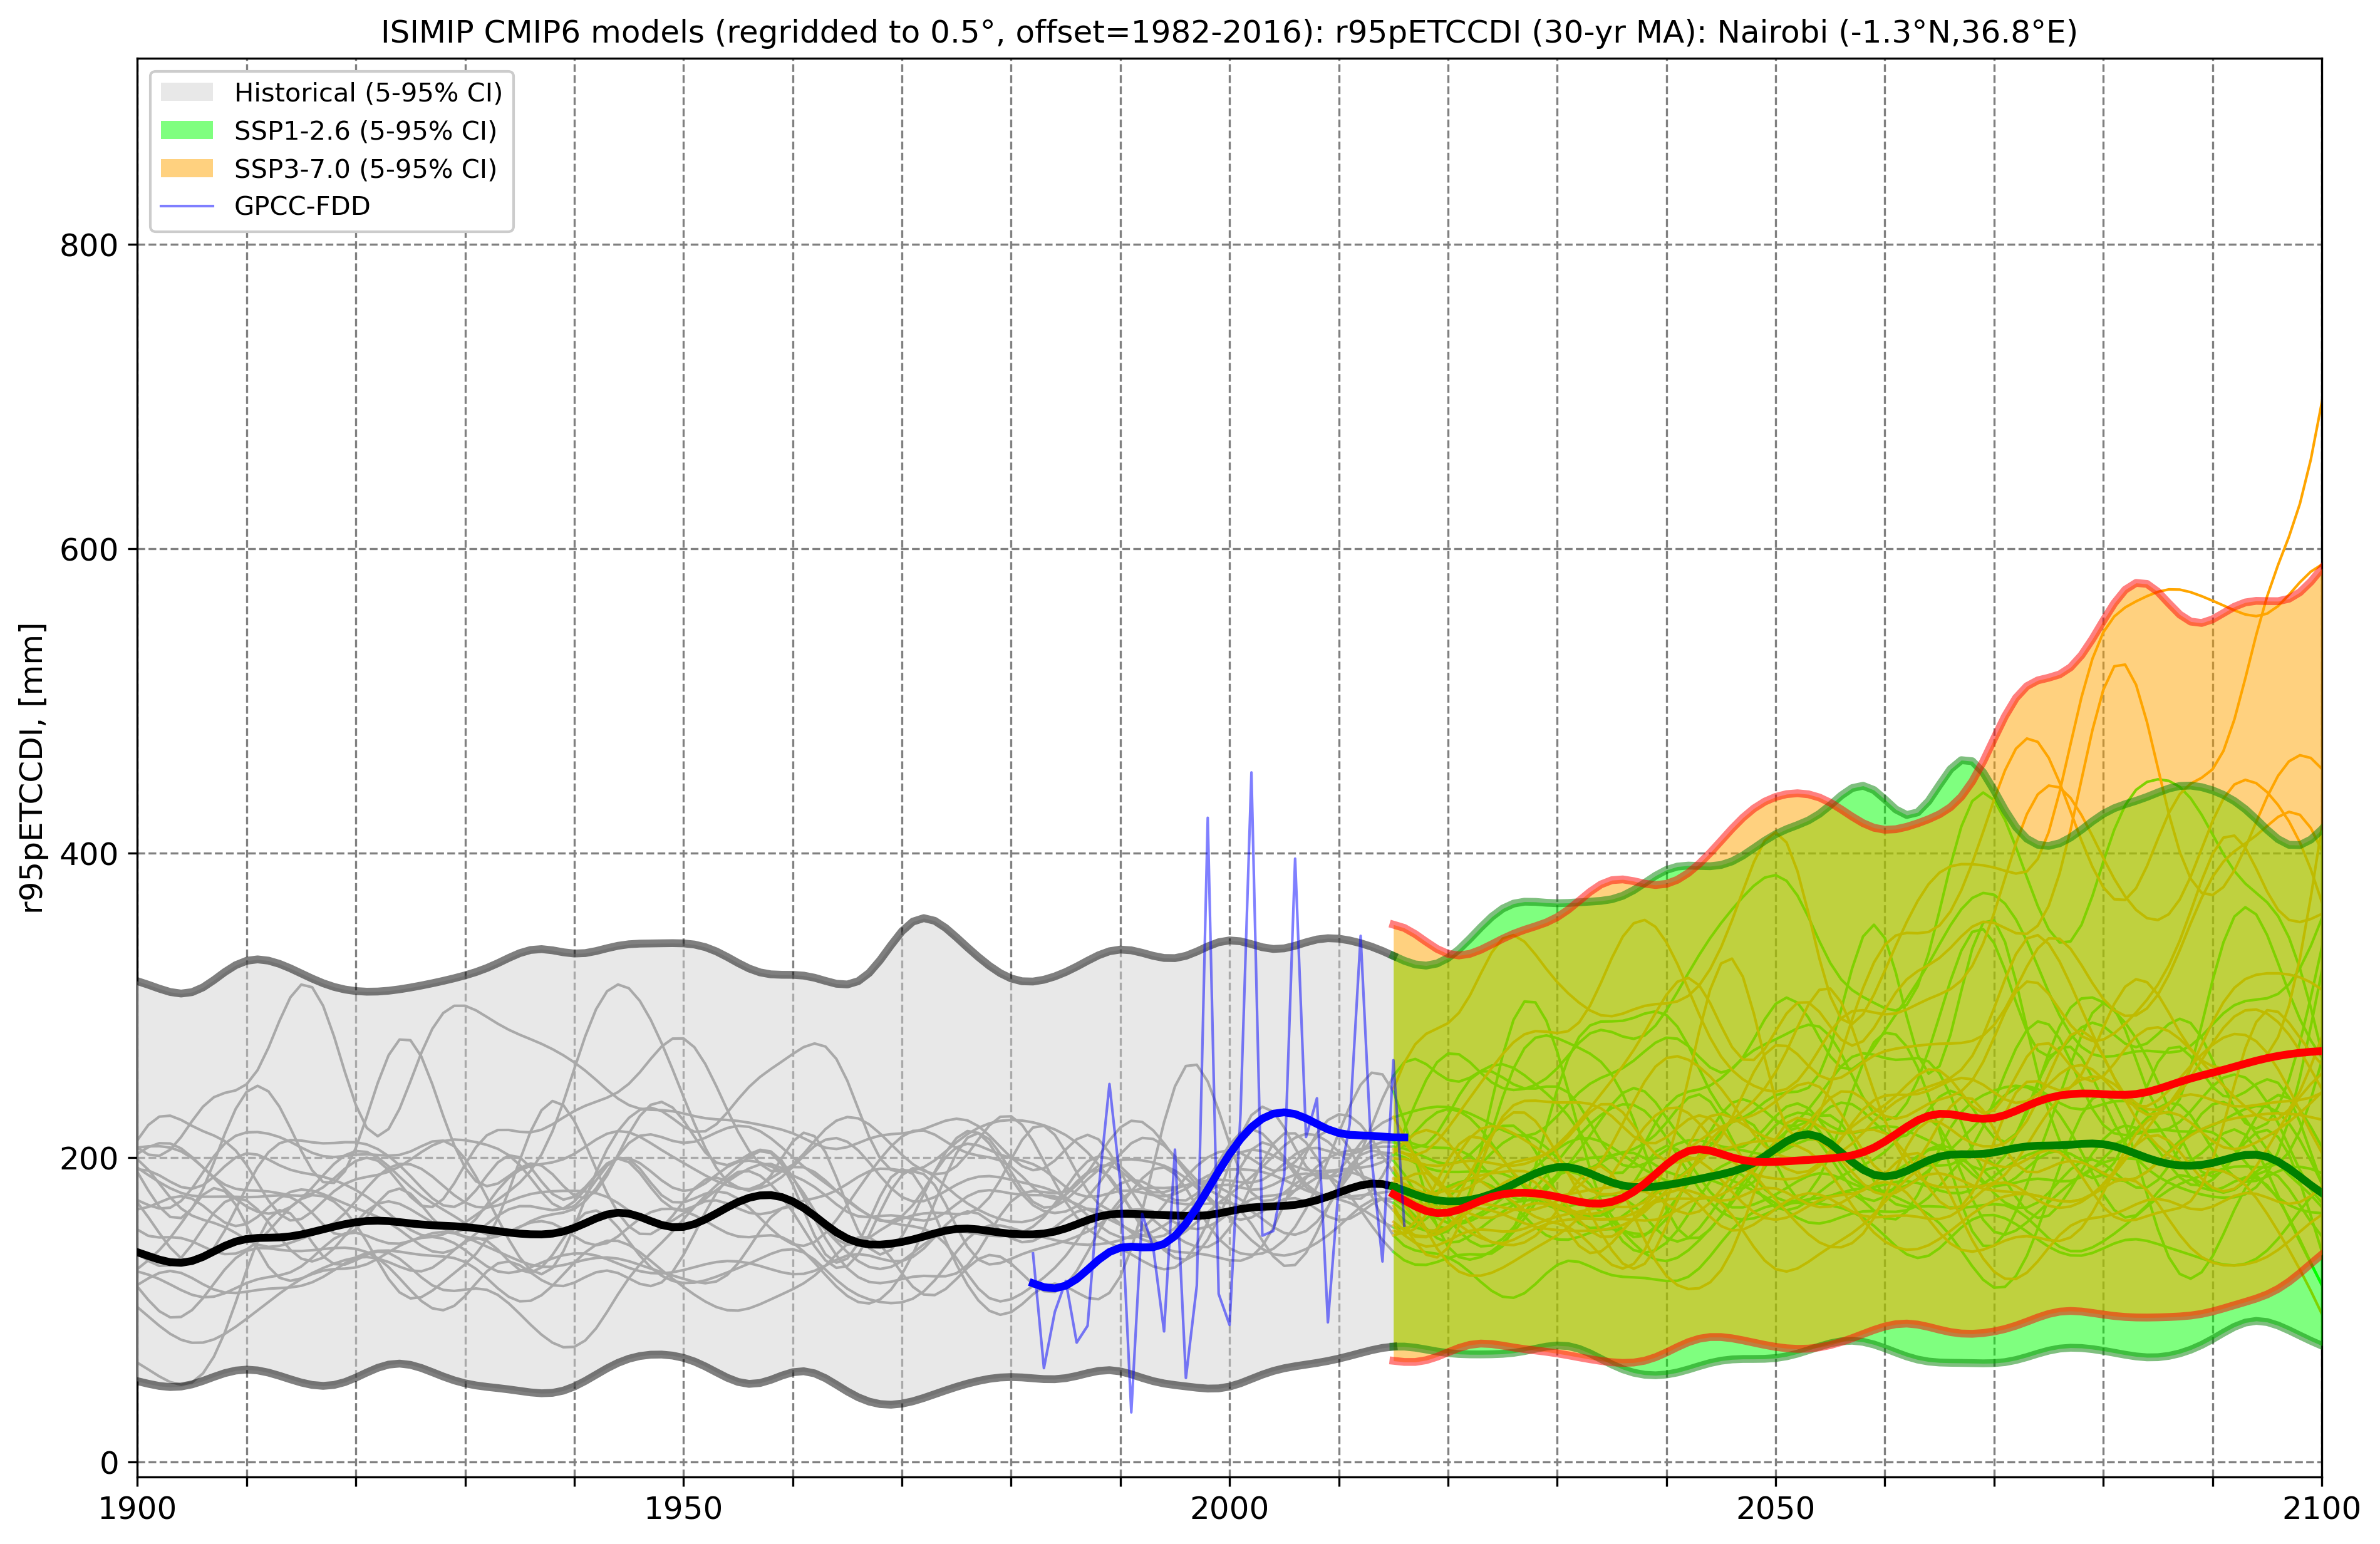 ISIMIP CMIP6 models (regridded to 0.5°, offset=1982-2016): r95pETCCDI (30-yr MA): Nairobi (-1.3°N,36.8°E)
Historical (5-95% CI)
SSP1-2.6 (5-95% CI)
SSP3-7.0 (5-95% CI)
GPCC-FDD
r95pETCCDI, [mm]
800
600
400
200
0
1900
1950
2000
2050
2100